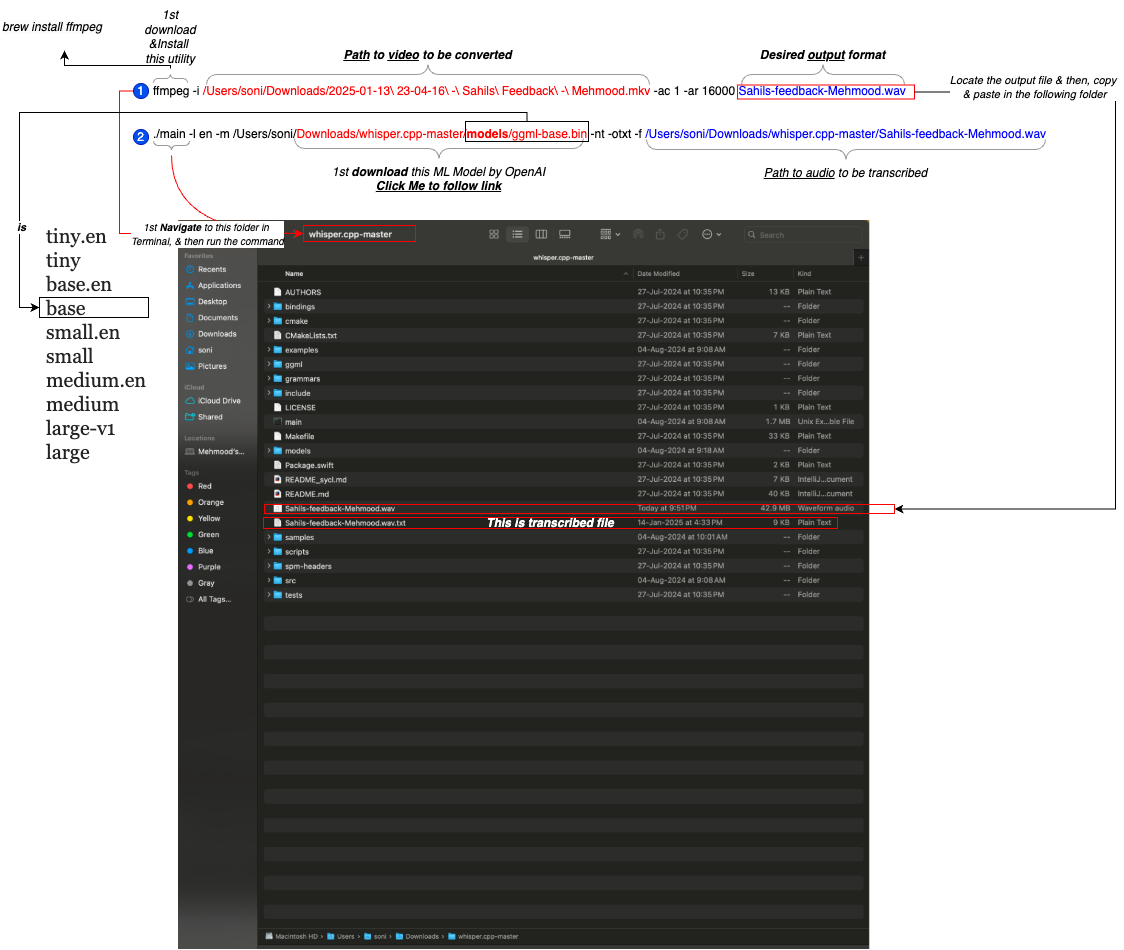 brew install ffmpeg
1st
download
&Install
this utility
Path to video to be converted
Desired output format
1 ffmpeg -i /Users/soni/Downloads/2025-01-13\ 23-04-16\ -\ Sahils\ Feedback\ -\ Mehmood.mkv -ac 1 -ar 16000 Sahils-feedback-Mehmood.wav
Locate the output file & then, copy
& paste in the following folder
2 ./main -l en -m /Users/soni/Downloads/whisper.cpp-master/models/ggml-base.bin -nt -otxt -f /Users/soni/Downloads/whisper.cpp-master/Sahils-feedback-Mehmood.wav
1st download this ML Model by OpenAI
Click Me to follow link
Path to audio to be transcribed
is
tiny.en
tiny
base.en
base
small.en
small
medium.en
medium
large-v1
large
1st Navigate to this folder in
Terminal, & then run the command
whisper.cpp-master
Search
whisper.cpp-master
Favorites
Recents
Applications
Desktop
Documents
Downloads
soni
Pictures
iCloud
iCloud Drive
Shared
Locations
Mehmood's...
Tags
Red
Orange
Yellow
Green
Blue
Purple
Gray
All Tags...
Name Date Modified Size Kind
AUTHORS 27-Jul-2024 at 10:35 PM 13 KB Plain Text
bindings 27-Jul-2024 at 10:35 PM -- Folder
cmake 27-Jul-2024 at 10:35 PM -- Folder
CMakeLists.txt 27-Jul-2024 at 10:35 PM 7 KB Plain Text
examples 04-Aug-2024 at 9:08 AM -- Folder
ggml 27-Jul-2024 at 10:35 PM -- Folder
grammars 27-Jul-2024 at 10:35 PM -- Folder
include 27-Jul-2024 at 10:35 PM -- Folder
LICENSE 27-Jul-2024 at 10:35 PM 1 KB Plain Text
main 04-Aug-2024 at 9:08 AM 1.7 MB Unix Ex...ble File
Makefile 27-Jul-2024 at 10:35 PM 33 KB Plain Text
models 04-Aug-2024 at 9:18 AM -- Folder
Package.swift 27-Jul-2024 at 10:35 PM 2 KB Plain Text
README_sycl.md 27-Jul-2024 at 10:35 PM 7 KB IntelliJ...cument
README.md 27-Jul-2024 at 10:35 PM 40 KB IntelliJ...cument
Sahils-feedback-Mehmood.wav Today at 9:51 PM 42.9 MB Waveform audio
Sahils-feedback-Mehmood.wav.txt This is transcribed file 14-Jan-2025 at 4:33 PM 9 KB Plain Text
samples 04-Aug-2024 at 10:01 AM -- Folder
scripts 27-Jul-2024 at 10:35 PM -- Folder
spm-headers 27-Jul-2024 at 10:35 PM -- Folder
src 04-Aug-2024 at 9:08 AM -- Folder
tests 27-Jul-2024 at 10:35 PM -- Folder
Macintosh HD › Users › soni › Downloads › whisper.cpp-master